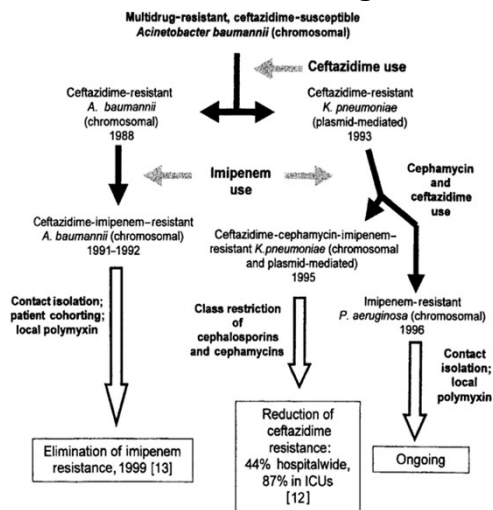 Multidrug-resistant, ceftazidime-susceptible
Acinetobacter baumannii (chromosomal)
Ceftazidime use
Ceftazidime-resistant
A. baumannii
(chromosomal)
1988
Ceftazidime-resistant
K. pneumoniae
(plasmid-mediated)
1993
Imipenem
use
Cephamycin
and
ceftazidime
use
Ceftazidime-imipenem–resistant
A. baumannii (chromosomal)
1991–1992
Ceftazidime-cephamycin-imipenem–
resistant K.pneumoniae (chromosomal
and plasmid-mediated)
1995
Imipenem-resistant
P. aeruginosa (chromosomal)
1996
Contact isolation;
patient cohorting;
local polymyxin
Class restriction
of
cephalosporins
and cephamycins
Contact
isolation;
local
polymyxin
Elimination of imipenem
resistance, 1999 [13]
Reduction of
ceftazidime
resistance:
44% hospitalwide,
87% in ICUs
[12]
Ongoing